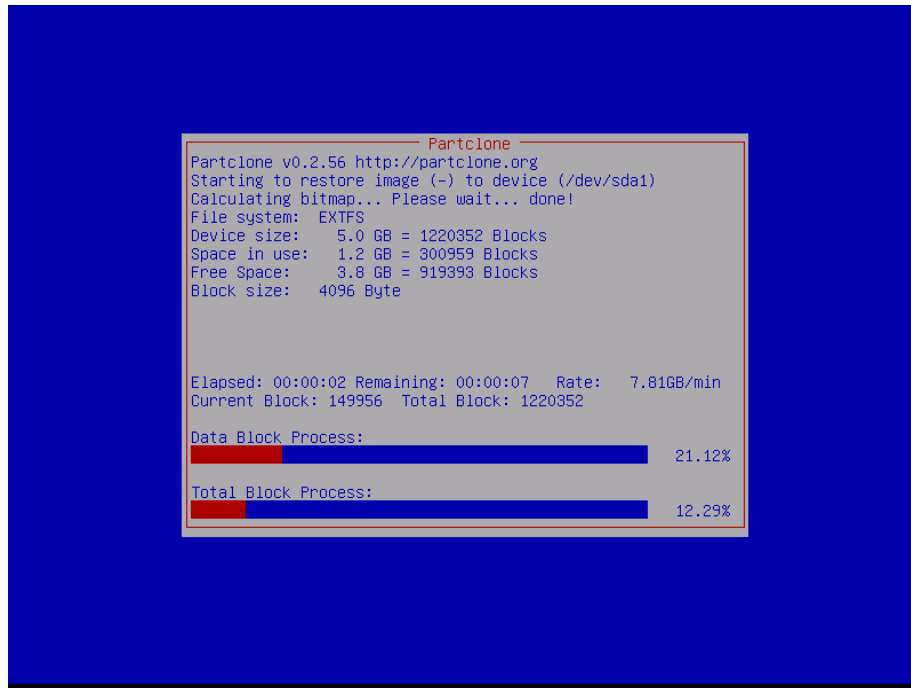 Partclone
Partclone v0.2.56 http://partclone.org
Starting to restore image (-) to device (/dev/sda1)
Calculating bitmap... Please wait... done!
File system:  EXTFS
Device size:    5.0 GB = 1220352 Blocks
Space in use:   1.2 GB = 300959 Blocks
Free Space:     3.8 GB = 919393 Blocks
Block size:   4096 Byte
Elapsed: 00:00:02 Remaining: 00:00:07   Rate:   7.81GB/min
Current Block: 149956  Total Block: 1220352
Data Block Process:
21.12%
Total Block Process:
12.29%